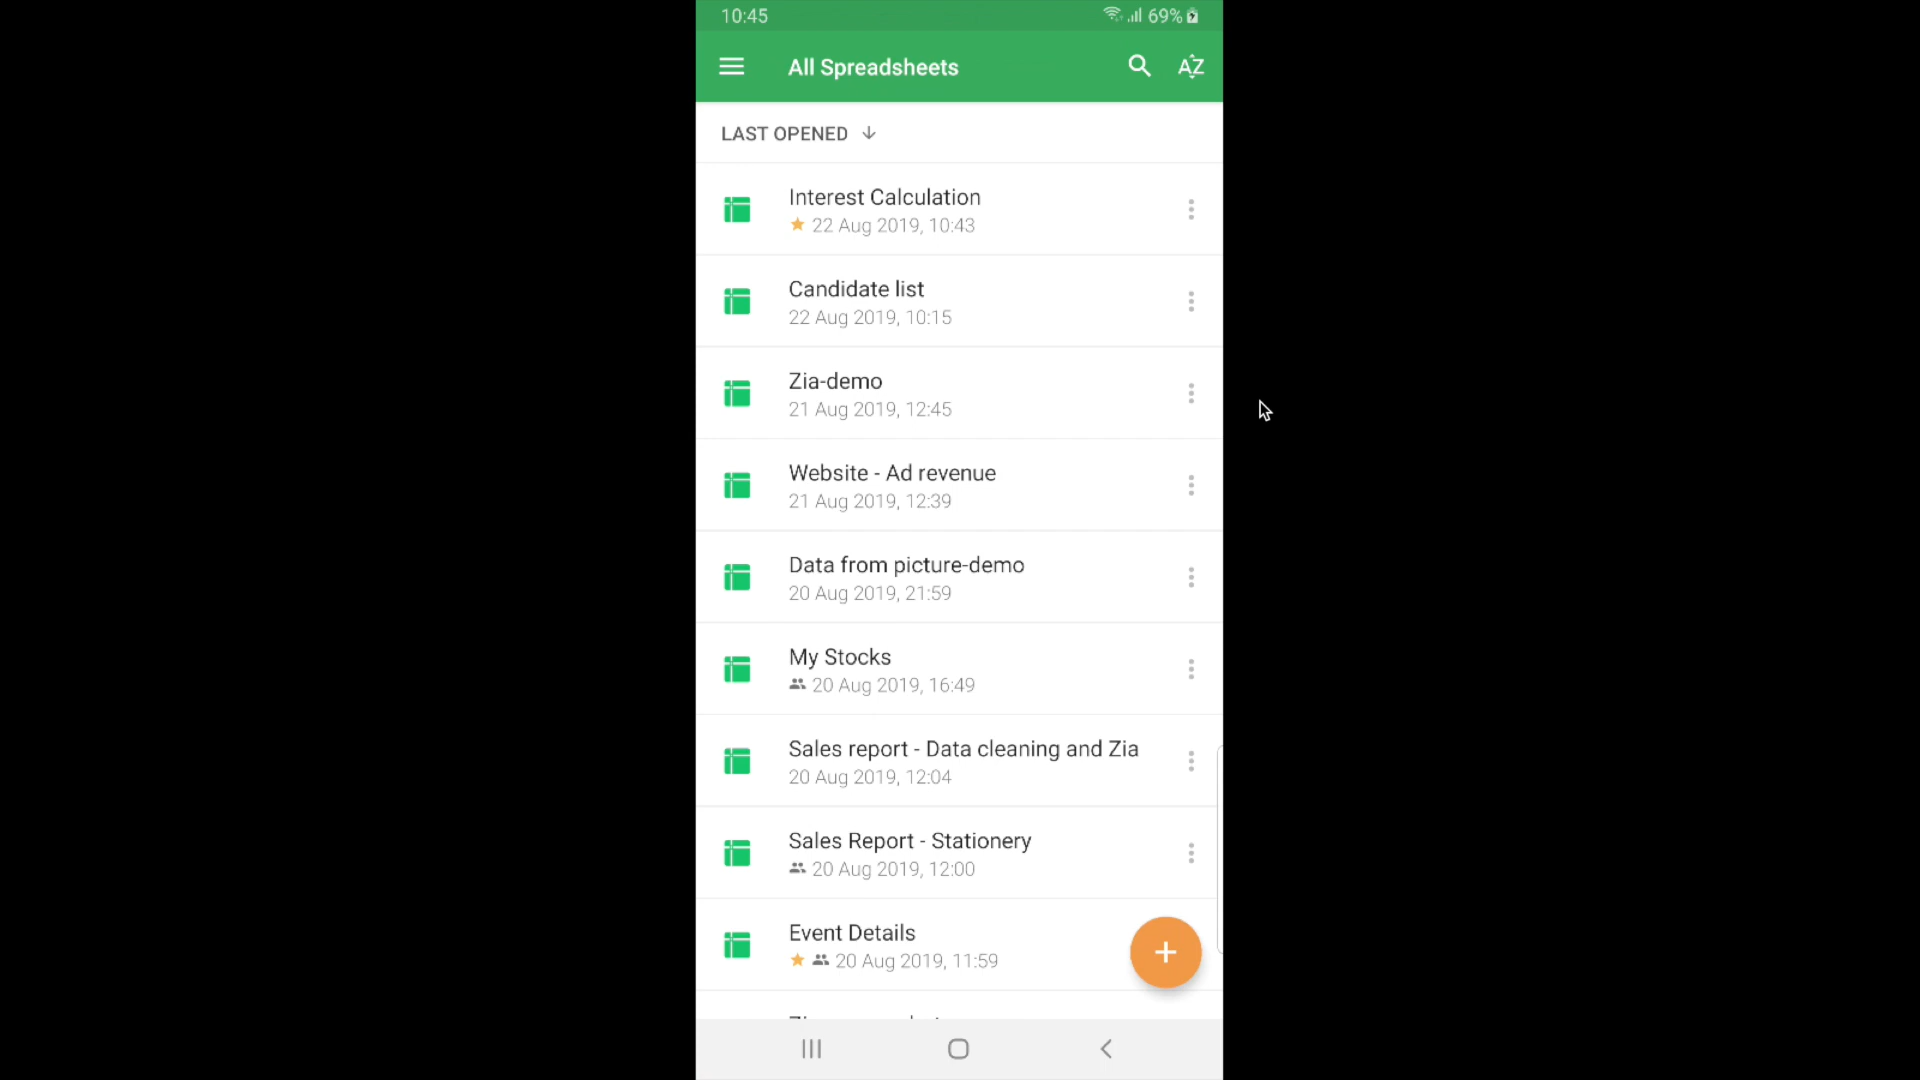 10:45
69%
All Spreadsheets
AZ
LAST OPENED
Interest Calculation
22 Aug 2019, 10:43
Candidate list
22 Aug 2019, 10:15
Zia-demo
21 Aug 2019, 12:45
Website - Ad revenue
21 Aug 2019, 12:39
Data from picture-demo
20 Aug 2019, 21:59
My Stocks
20 Aug 2019, 16:49
Sales report - Data cleaning and Zia
20 Aug 2019, 12:04
Sales Report - Stationery
20 Aug 2019, 12:00
Event Details
20 Aug 2019, 11:59